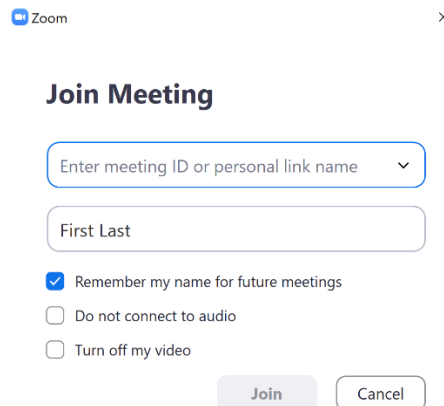 Zoom
Join Meeting
Enter meeting ID or personal link name
First Last
Remember my name for future meetings
Do not connect to audio
Turn off my video
Join Cancel